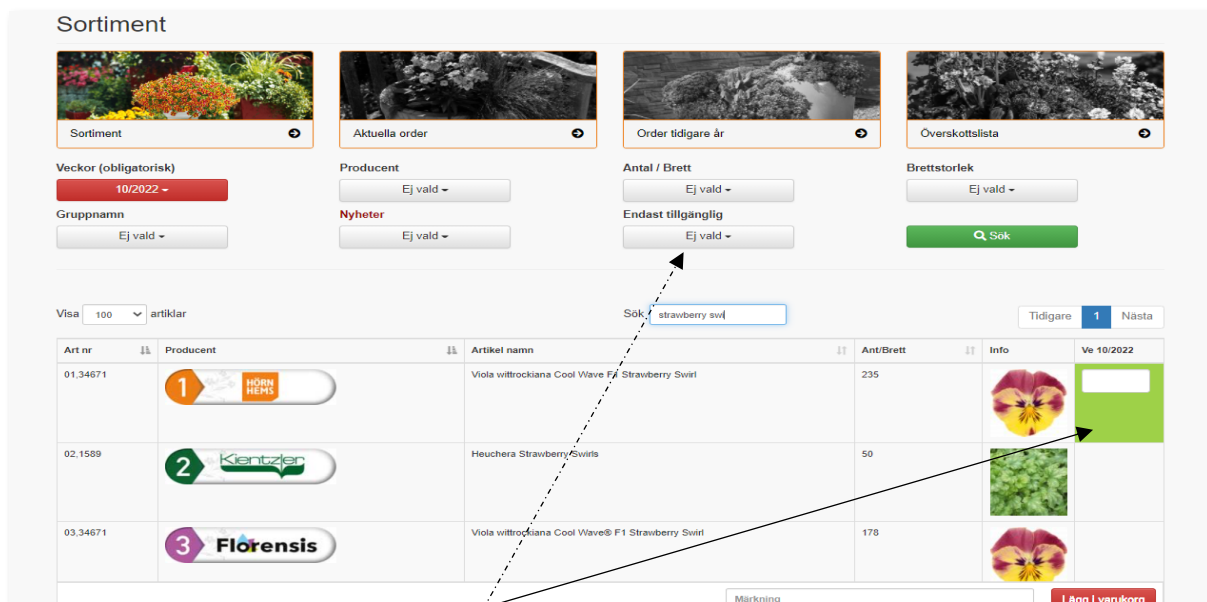 Sortiment
Sortiment
Aktuella order
Order tidigare år
Överskottslista
Veckor (obligatorisk)
Producent
Antal / Brett
Brettstorlek
10/2022
Ej vald
Ej vald
Ej vald
Gruppnamn
Nyheter
Endast tillgänglig
Ej vald
Ej vald
Ej vald
Sök
Visa 100 artiklar
Sök strawberry swi
Tidigare 1 Nästa
Art nr Producent Artikel namn Ant/Brett Info Ve 10/2022
01,34671 1 HÖRN HEMS Viola wittrockiana Cool Wave F1 Strawberry Swirl 235
02,1589 2 Kientzler Heuchera Strawberry Swirls 50
03,34671 3 Florensis Viola wittrockiana Cool Wave® F1 Strawberry Swirl 178
Märkning
Lägg I varukorg